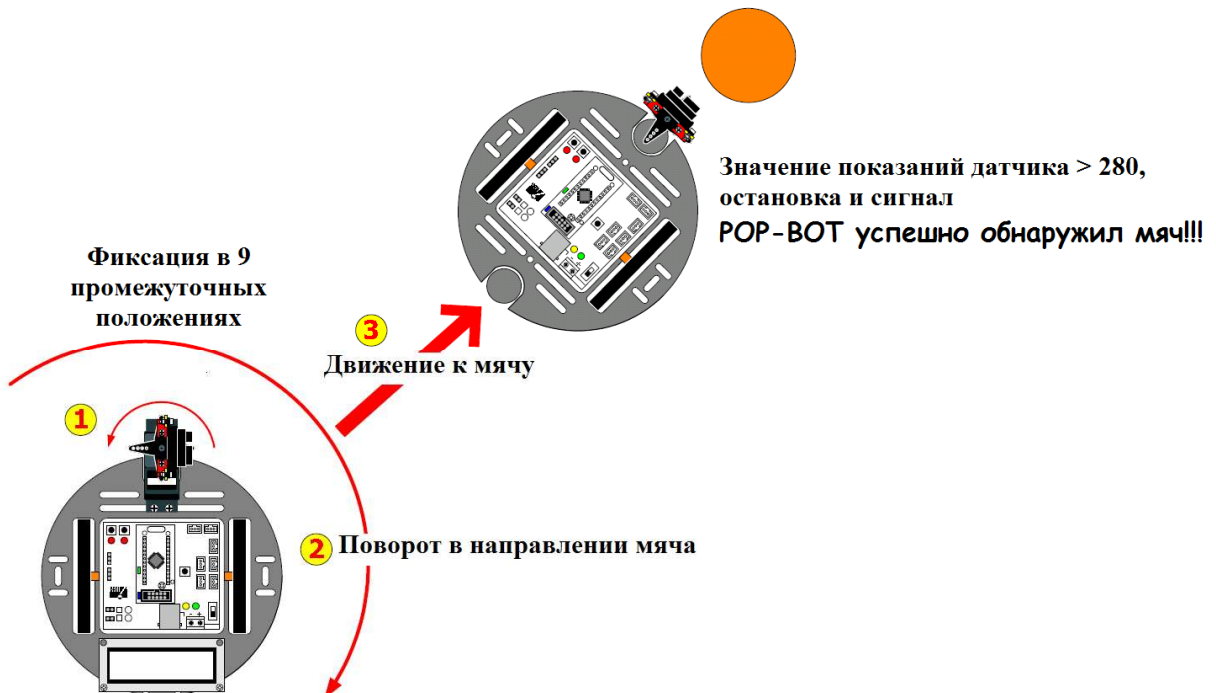 Значение показаний датчика > 280,
остановка и сигнал
POP-BOT успешно обнаружил мяч!!!
Фиксация в 9
промежуточных
положениях
3
Движение к мячу
1
2 Поворот в направлении мяча
- +